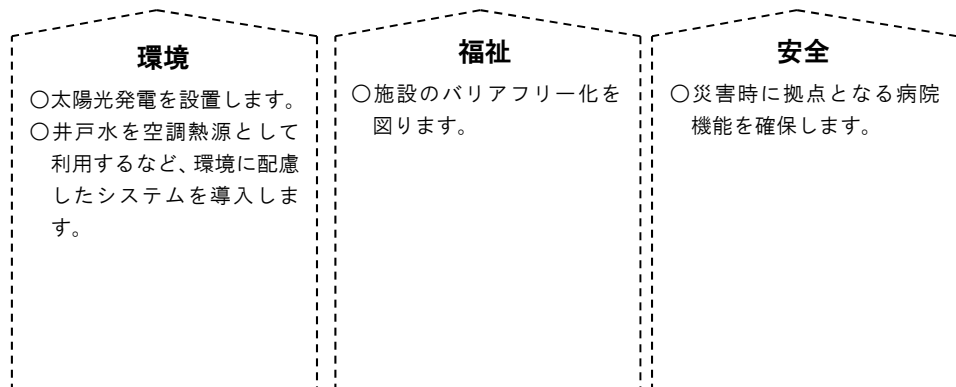 環境
○太陽光発電を設置します。
○井戸水を空調熱源として
利用するなど、環境に配慮
したシステムを導入しま
す。
福祉
○施設のバリアフリー化を
図ります。
安全
○災害時に拠点となる病院
機能を確保します。